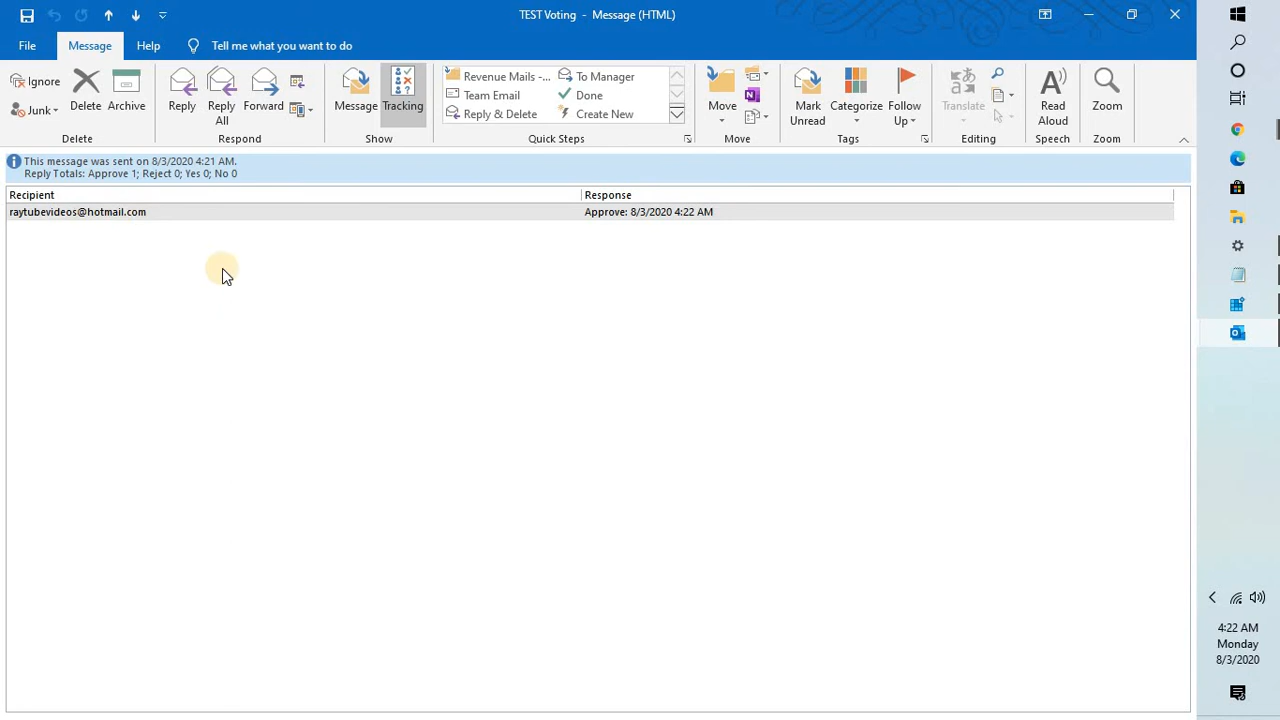 TEST Voting - Message (HTML)
File
Message
Help
Tell me what you want to do
Ignore
Junk
Delete
Archive
Reply
Reply All
Forward
Message
Tracking
Revenue Mails -...
To Manager
Team Email
Done
Reply & Delete
Create New
Move
Mark Unread
Categorize
Follow Up
Translate
Read Aloud
Zoom
Delete
Respond
Show
Quick Steps
Move
Tags
Editing
Speech
Zoom
This message was sent on 8/3/2020 4:21 AM.
Reply Totals: Approve 1; Reject 0; Yes 0; No 0
Recipient
Response
raytubevideos@hotmail.com
Approve: 8/3/2020 4:22 AM
4:22 AM
Monday
8/3/2020